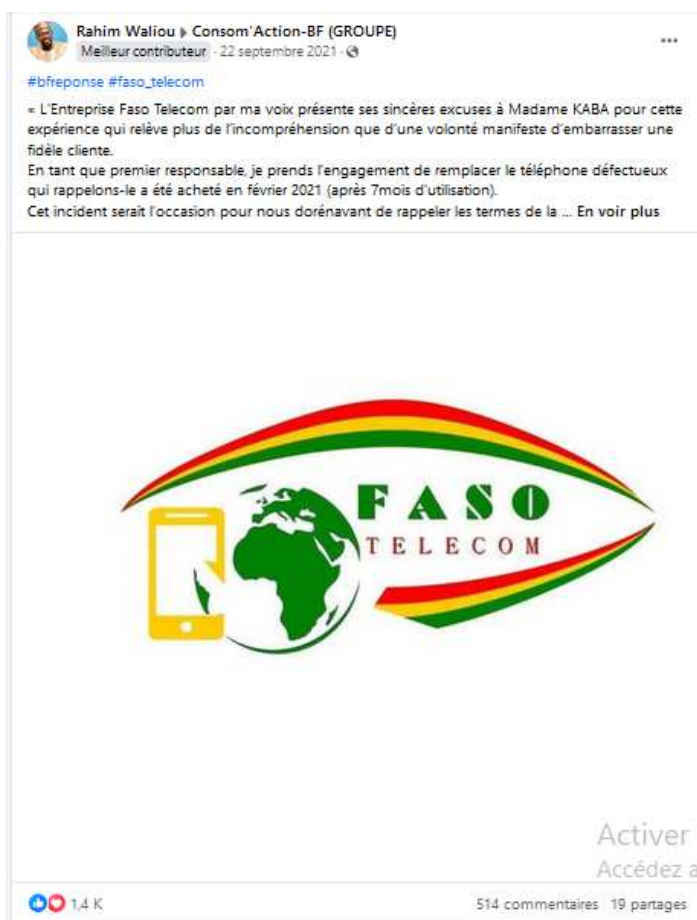 Rahim Waliou ▸ Consom'Action-BF (GROUPE)
Meilleur contributeur · 22 septembre 2021 ·
#bfreponse #faso_telecom
« L'Entreprise Faso Telecom par ma voix présente ses sincères excuses à Madame KABA pour cette
expérience qui relève plus de l'incompréhension que d'une volonté manifeste d'embarrasser une
fidèle cliente.
En tant que premier responsable, je prends l'engagement de remplacer le téléphone défectueux
qui rappelons-le a été acheté en février 2021 (après 7mois d'utilisation).
Cet incident serait l'occasion pour nous dorénavant de rappeler les termes de la ... En voir plus
FASO
TELECOM
Activer
Accédez a
1,4 K 514 commentaires 19 partages